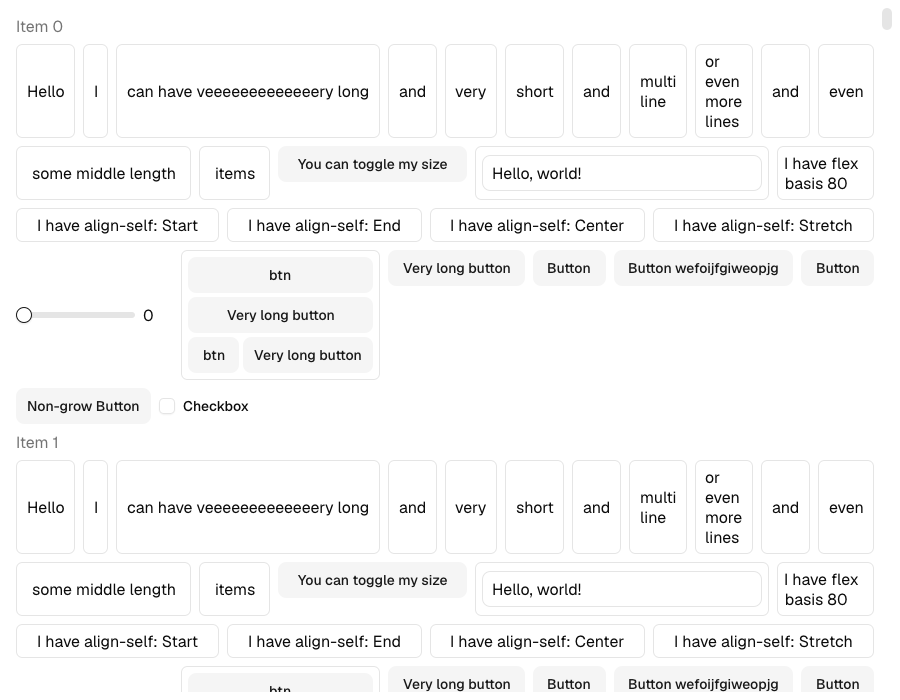 Item 0
Hello
I
can have veeeeeeeeeeeeery long
and
very
short
and
multi
line
or
even
more
lines
and
even
some middle length
items
You can toggle my size
Hello, world!
I have flex
basis 80
I have align-self: Start
I have align-self: End
I have align-self: Center
I have align-self: Stretch
0
btn
Very long button
btn
Very long button
Very long button
Button
Button wefoijfgiweopjg
Button
Non-grow Button
Checkbox
Item 1
Hello
I
can have veeeeeeeeeeeeery long
and
very
short
and
multi
line
or
even
more
lines
and
even
some middle length
items
You can toggle my size
Hello, world!
I have flex
basis 80
I have align-self: Start
I have align-self: End
I have align-self: Center
I have align-self: Stretch
btn
Very long button
Button
Button wefoijfgiweopjg
Button